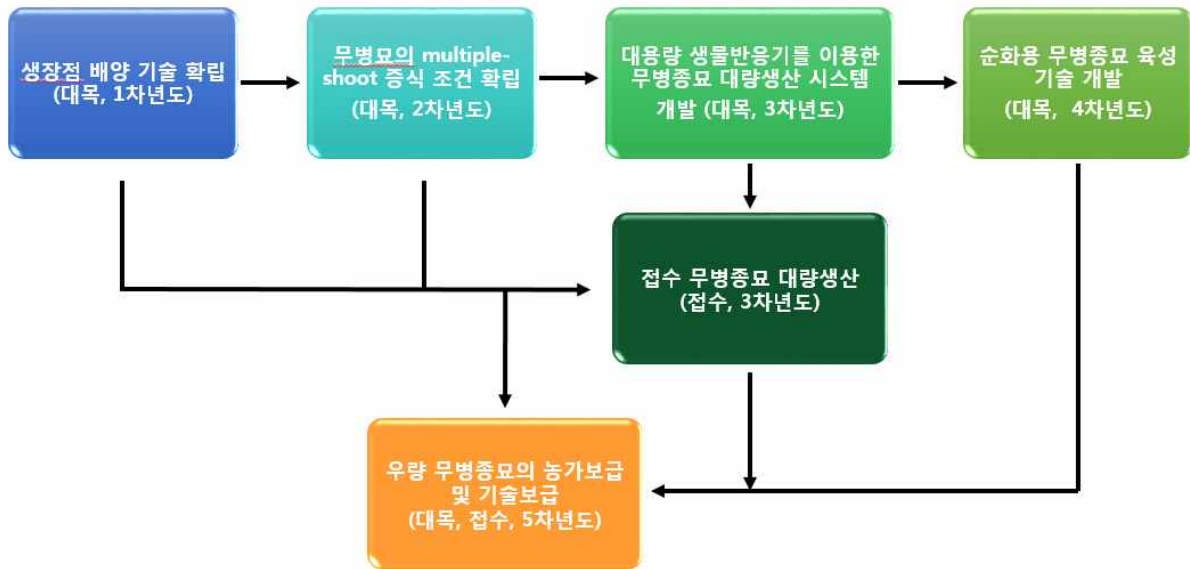 생장점 배양 기술 확립
(대목, 1차년도)
무병묘의 multiple-
shoot 증식 조건 확립
(대목, 2차년도)
대용량 생물반응기를 이용한
무병종묘 대량생산 시스템
개발 (대목, 3차년도)
순화용 무병종묘 육성
기술 개발
(대목, 4차년도)
접수 무병종묘 대량생산
(접수, 3차년도)
우량 무병종묘의 농가보급
및 기술보급
(대목, 접수, 5차년도)